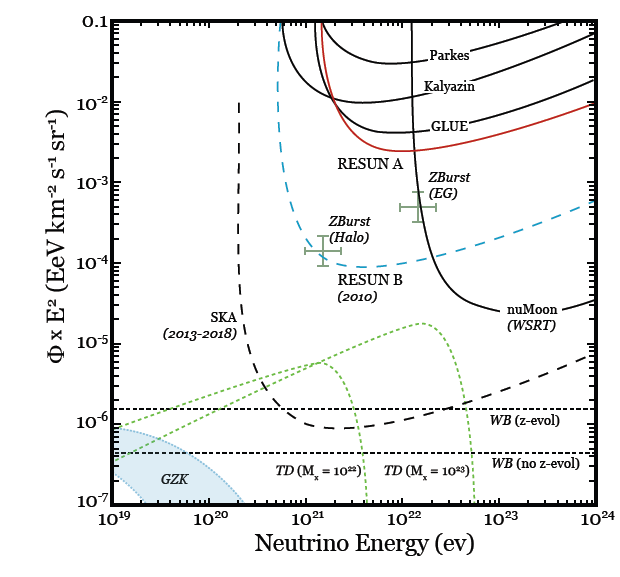 0.1
10⁻²
10⁻³
10⁻⁴
10⁻⁵
10⁻⁶
10⁻⁷
Φ x E² (EeV km⁻² s⁻¹ sr⁻¹)
Parkes
Kalyazin
GLUE
RESUN A
ZBurst
(EG)
ZBurst
(Halo)
RESUN B
(2010)
nuMoon
(WSRT)
SKA
(2013-2018)
WB (z-evol)
WB (no z-evol)
TD (Mₓ = 10²²)
TD (Mₓ = 10²³)
GZK
10¹⁹
10²⁰
10²¹
10²²
10²³
10²⁴
Neutrino Energy (ev)